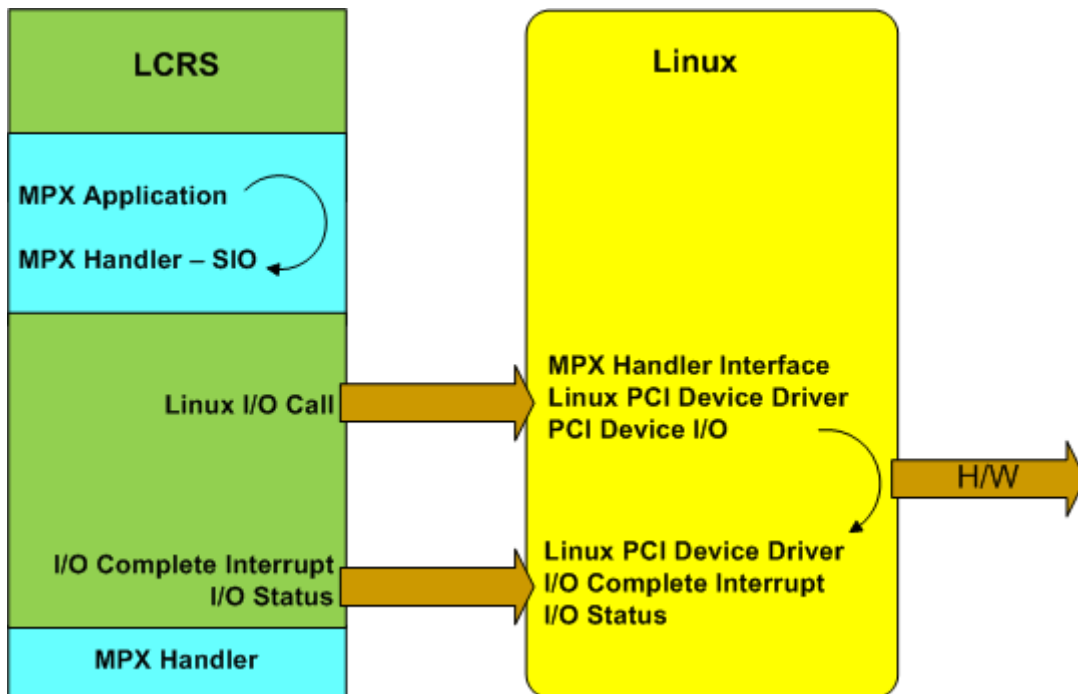 LCRS
MPX Application
MPX Handler – SIO
Linux I/O Call
I/O Complete Interrupt
I/O Status
MPX Handler
Linux
MPX Handler Interface
Linux PCI Device Driver
PCI Device I/O
Linux PCI Device Driver
I/O Complete Interrupt
I/O Status
H/W